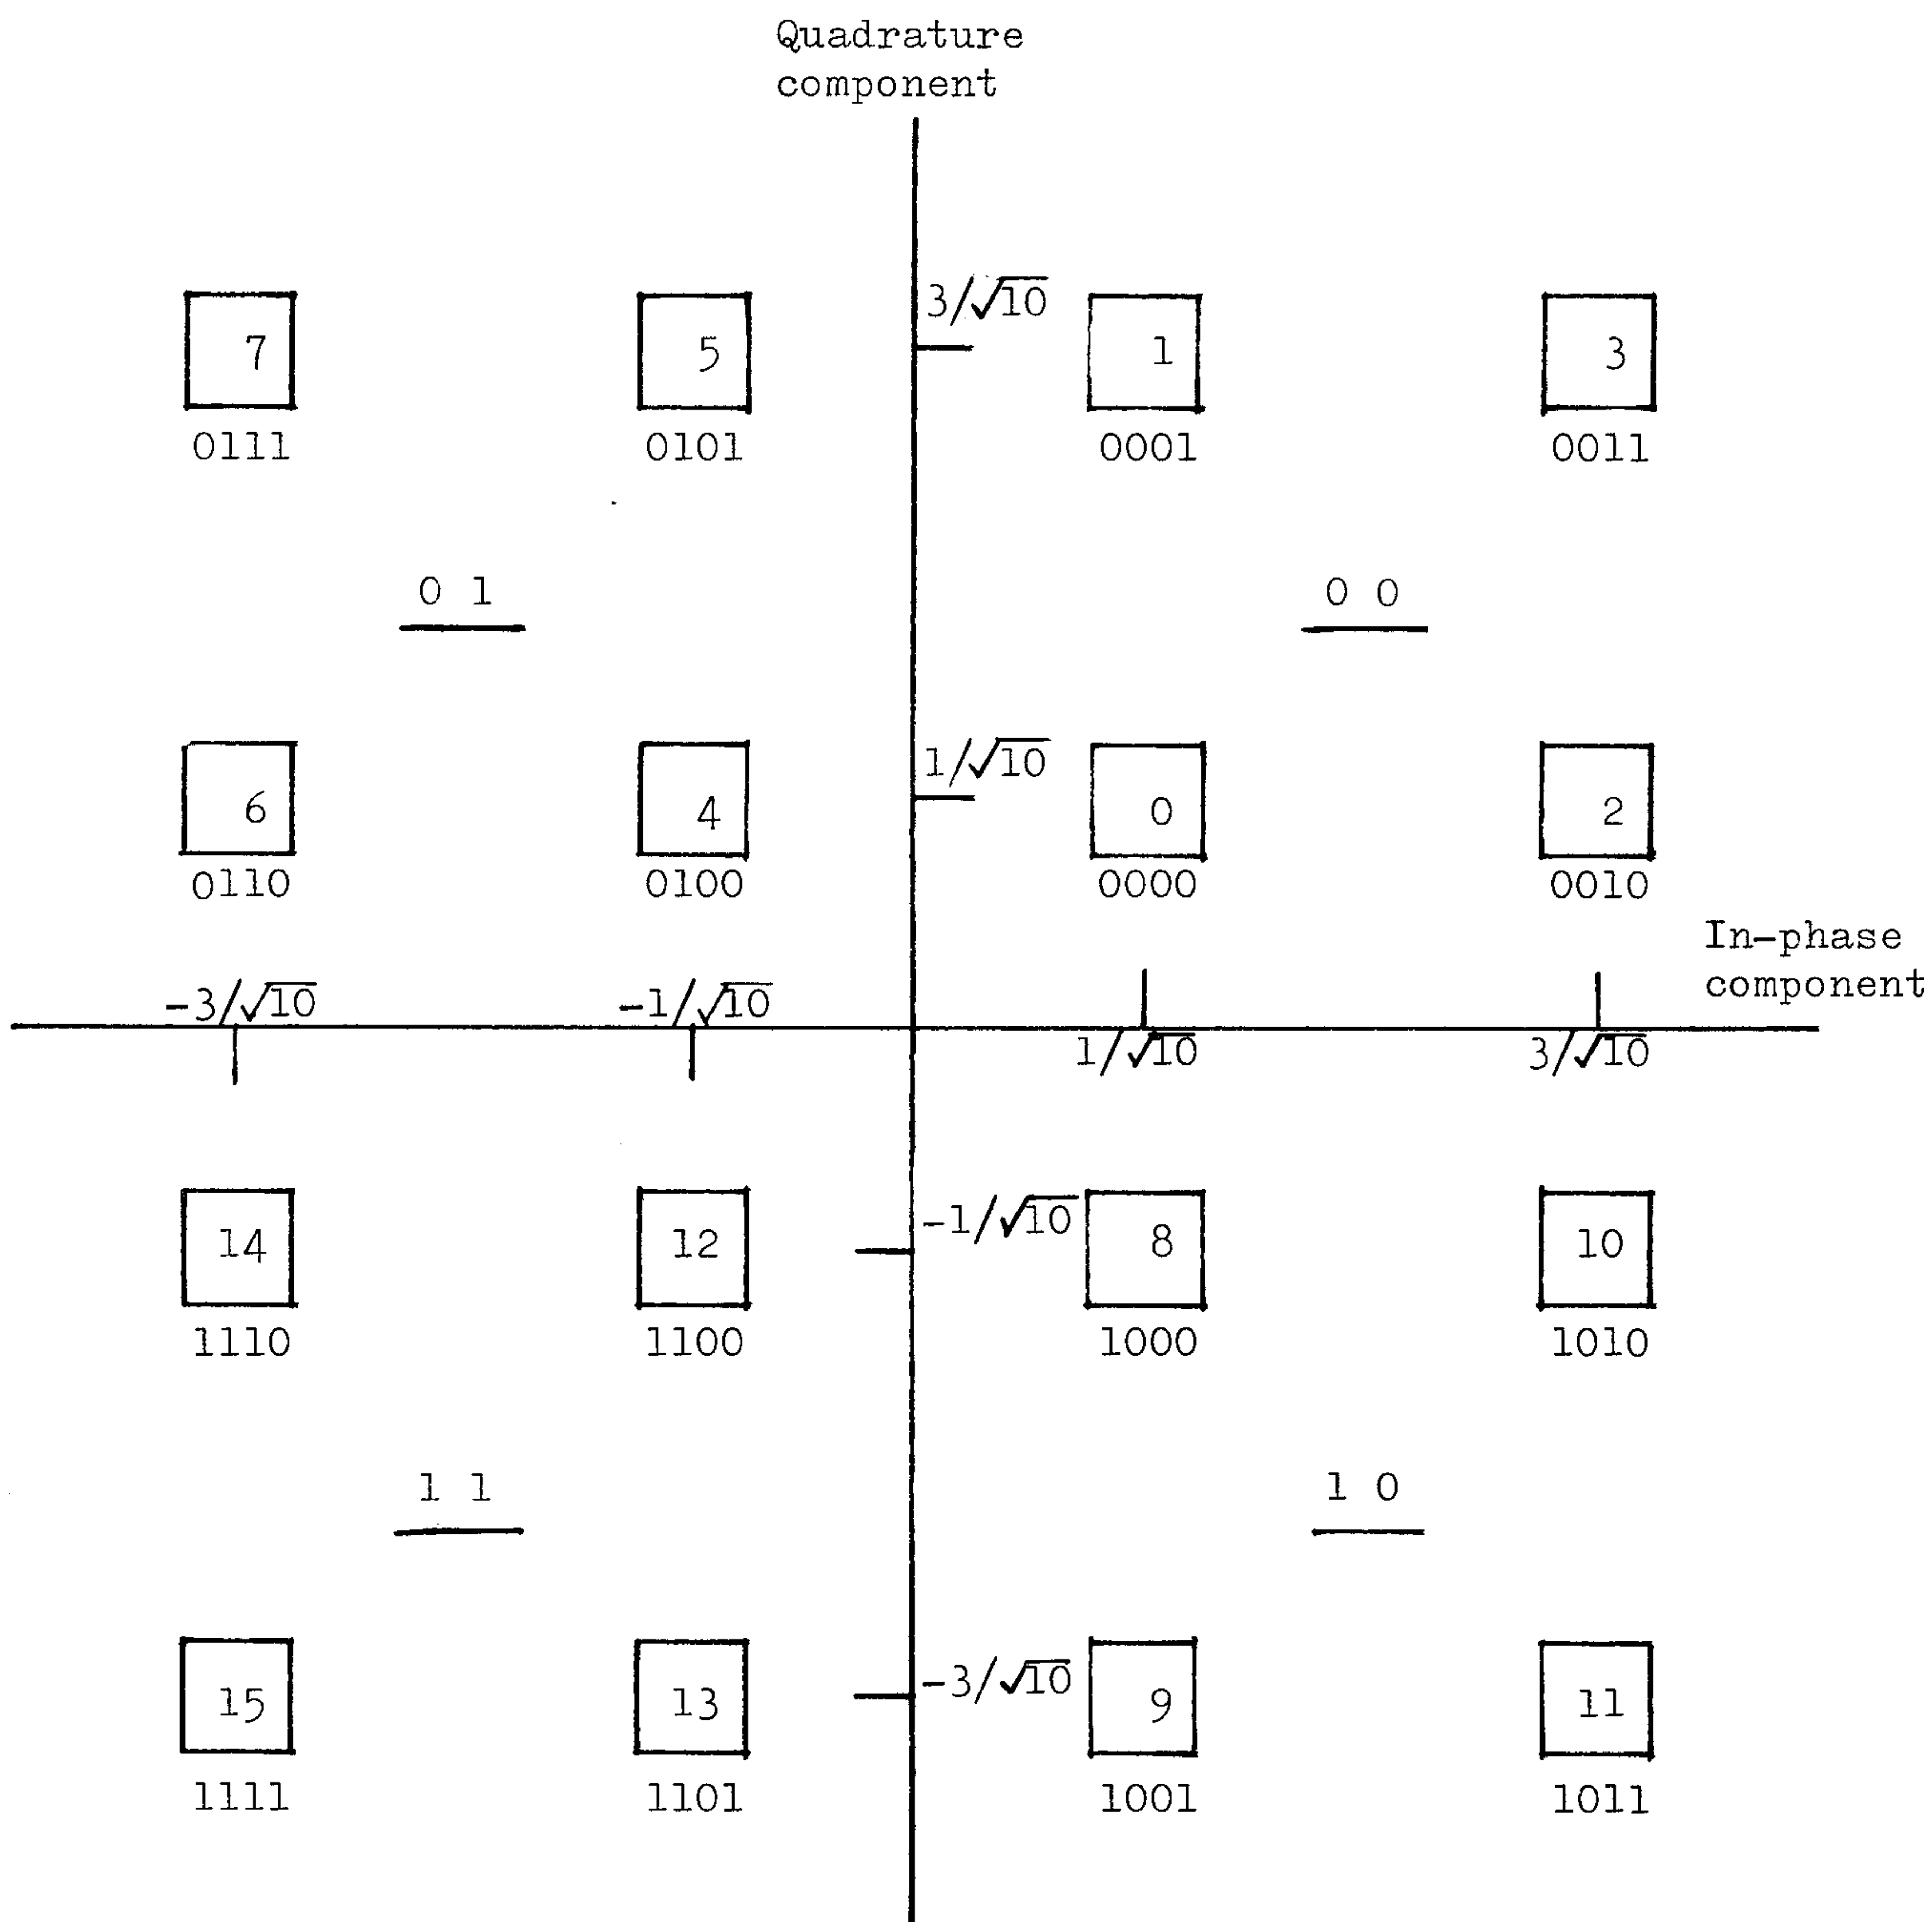 Quadrature
component
3/√10
7 5 1 3
0111 0101 0001 0011
0 1 0 0
1/√10
6 4 0 2
0110 0100 0000 0010
In-phase
component
-3/√10 -1/√10
1/√10 3/√10
-1/√10
14 12 8 10
1110 1100 1000 1010
1 1 1 0
-3/√10
15 13 9 11
1111 1101 1001 1011